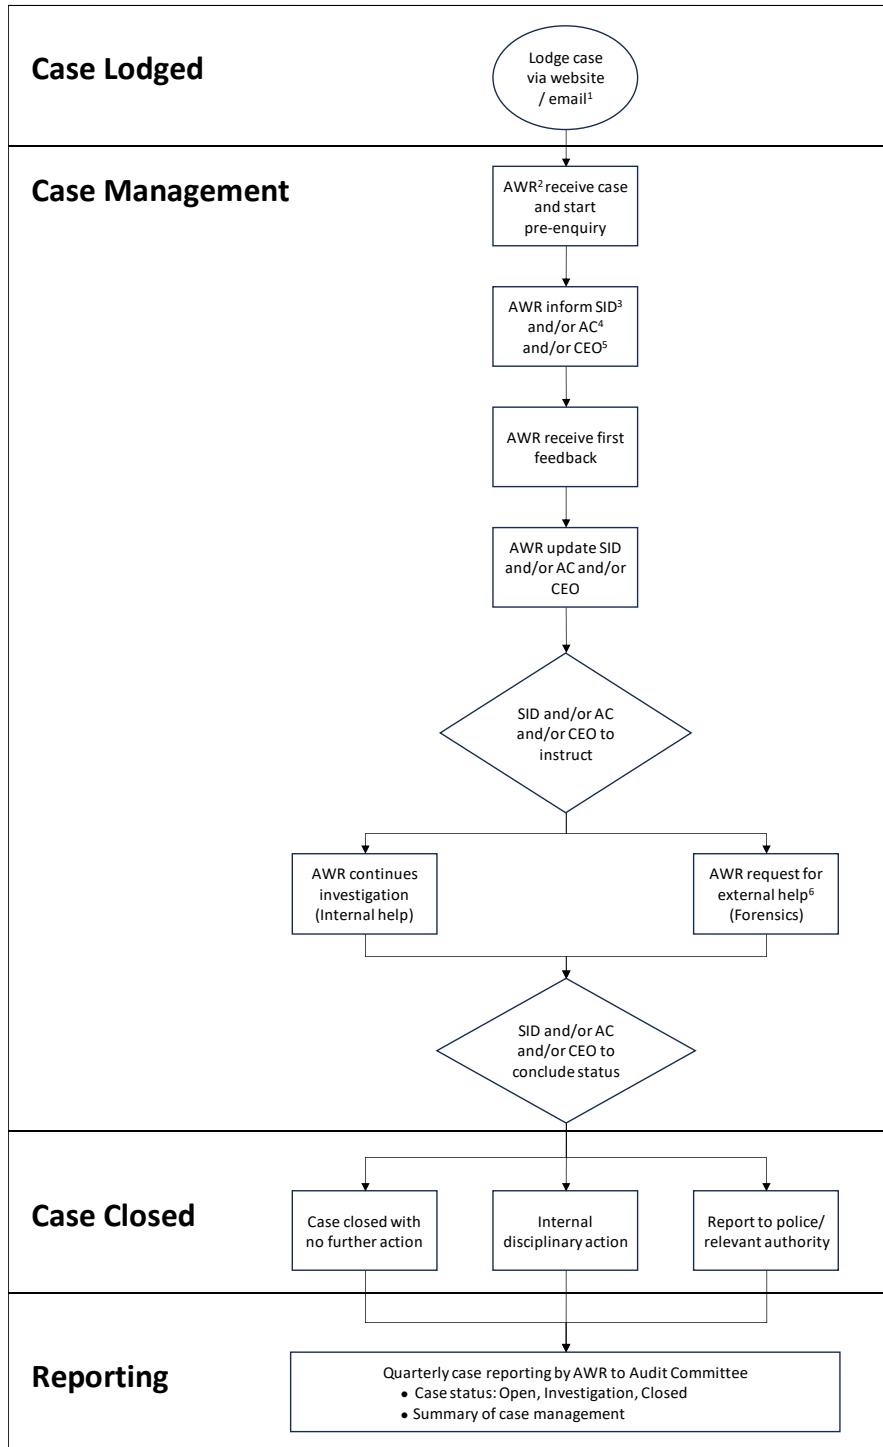 Case Lodged
Lodge case
via website
/ email¹
Case Management
AWR² receive case
and start
pre-enquiry
AWR inform SID³
and/or AC⁴
and/or CEO⁵
AWR receive first
feedback
AWR update SID
and/or AC and/or
CEO
SID and/or AC
and/or CEO to
instruct
AWR continues
investigation
(Internal help)
AWR request for
external help⁶
(Forensics)
SID and/or AC
and/or CEO to
conclude status
Case Closed
Case closed with
no further action
Internal
disciplinary action
Report to police/
relevant authority
Reporting
Quarterly case reporting by AWR to Audit Committee
• Case status: Open, Investigation, Closed
• Summary of case management